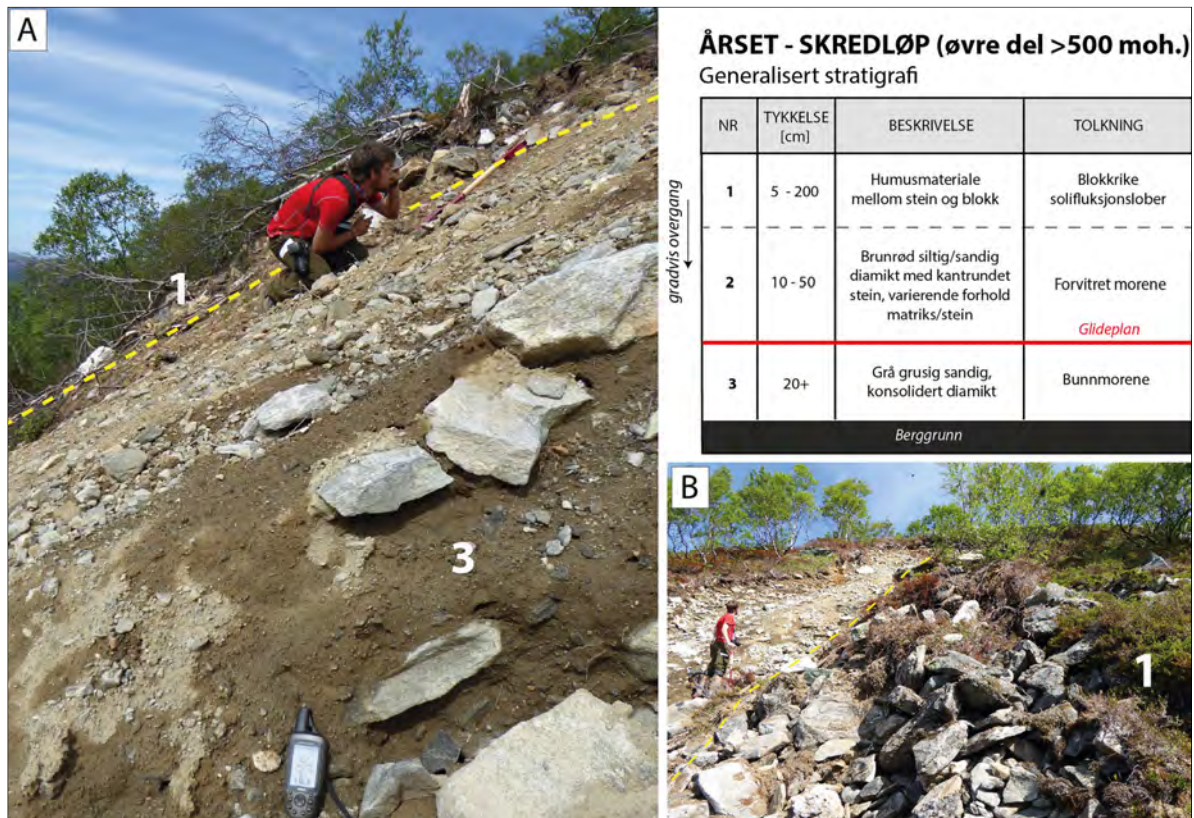 A
1
3
ÅRSET - SKREDLØP (øvre del >500 moh.)
Generalisert stratigrafi
NR
TYKKELSE
[cm]
BESKRIVELSE
TOLKNING
gradvis overgang
1
5 - 200
Humusmateriale
mellom stein og blokk
Blokkrike
solifluksjonslober
2
10 - 50
Brunrød siltig/sandig
diamikt med kantrundet
stein, varierende forhold
matriks/stein
Forvitret morene
Glideplan
3
20+
Grå grusig sandig,
konsolidert diamikt
Bunnmorene
Berggrunn
B
1